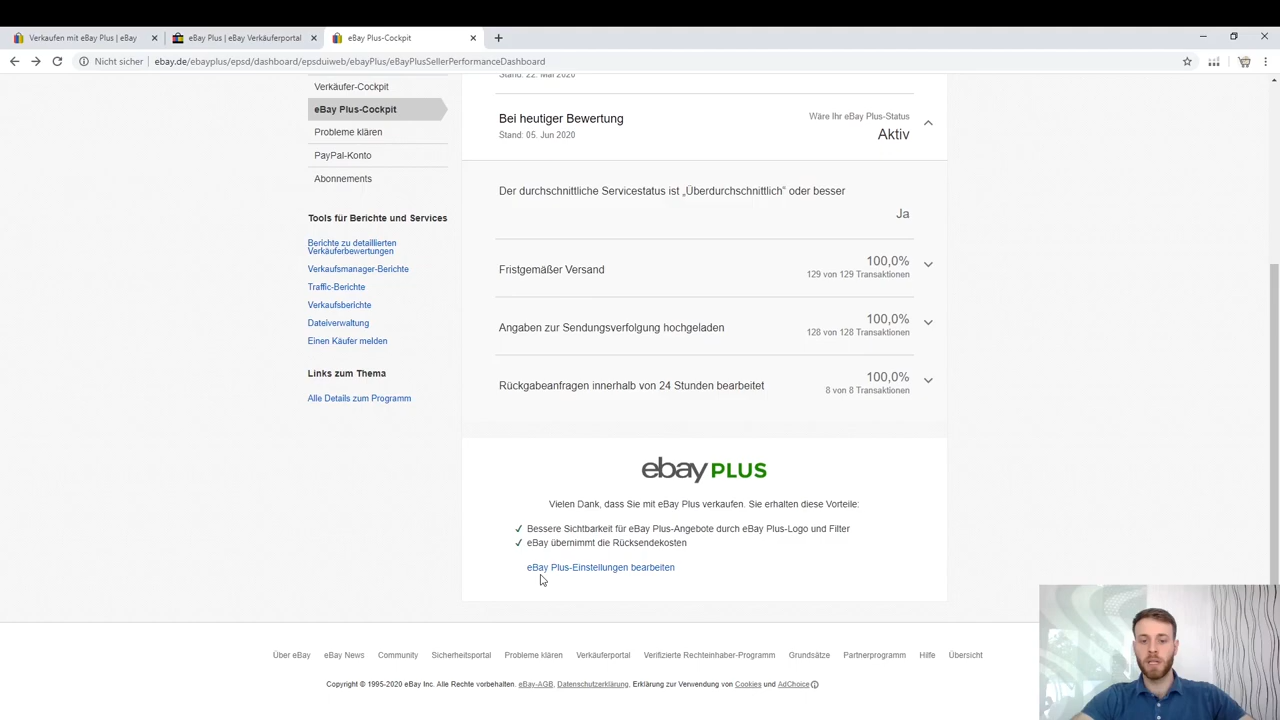 Verkaufen mit eBay Plus | eBay
eBay Plus | eBay Verkäuferportal
eBay Plus-Cockpit
Nicht sicher
ebay.de/ebayplus/epsd/dashboard/epsduiweb/ebayPlus/eBayPlusSellerPerformanceDashboard
Verkäufer-Cockpit
eBay Plus-Cockpit
Probleme klären
PayPal-Konto
Abonnements
Tools für Berichte und Services
Berichte zu detaillierten
Verkäuferbewertungen
Verkaufsmanager-Berichte
Traffic-Berichte
Verkaufsberichte
Dateiverwaltung
Einen Käufer melden
Links zum Thema
Alle Details zum Programm
Stand: 22. Mai 2020
Bei heutiger Bewertung
Stand: 05. Jun 2020
Wäre Ihr eBay Plus-Status
Aktiv
Der durchschnittliche Servicestatus ist „Überdurchschnittlich“ oder besser
Ja
Fristgemäßer Versand
100,0%
129 von 129 Transaktionen
Angaben zur Sendungsverfolgung hochgeladen
100,0%
128 von 128 Transaktionen
Rückgabeanfragen innerhalb von 24 Stunden bearbeitet
100,0%
8 von 8 Transaktionen
ebay PLUS
Vielen Dank, dass Sie mit eBay Plus verkaufen. Sie erhalten diese Vorteile:
✓ Bessere Sichtbarkeit für eBay Plus-Angebote durch eBay Plus-Logo und Filter
✓ eBay übernimmt die Rücksendekosten
eBay Plus-Einstellungen bearbeiten
Über eBay eBay News Community Sicherheitsportal Probleme klären Verkäuferportal Verifizierte Rechteinhaber-Programm Grundsätze Partnerprogramm Hilfe Übersicht
Copyright © 1995-2020 eBay Inc. Alle Rechte vorbehalten. eBay-AGB, Datenschutzerklärung, Erklärung zur Verwendung von Cookies und AdChoice